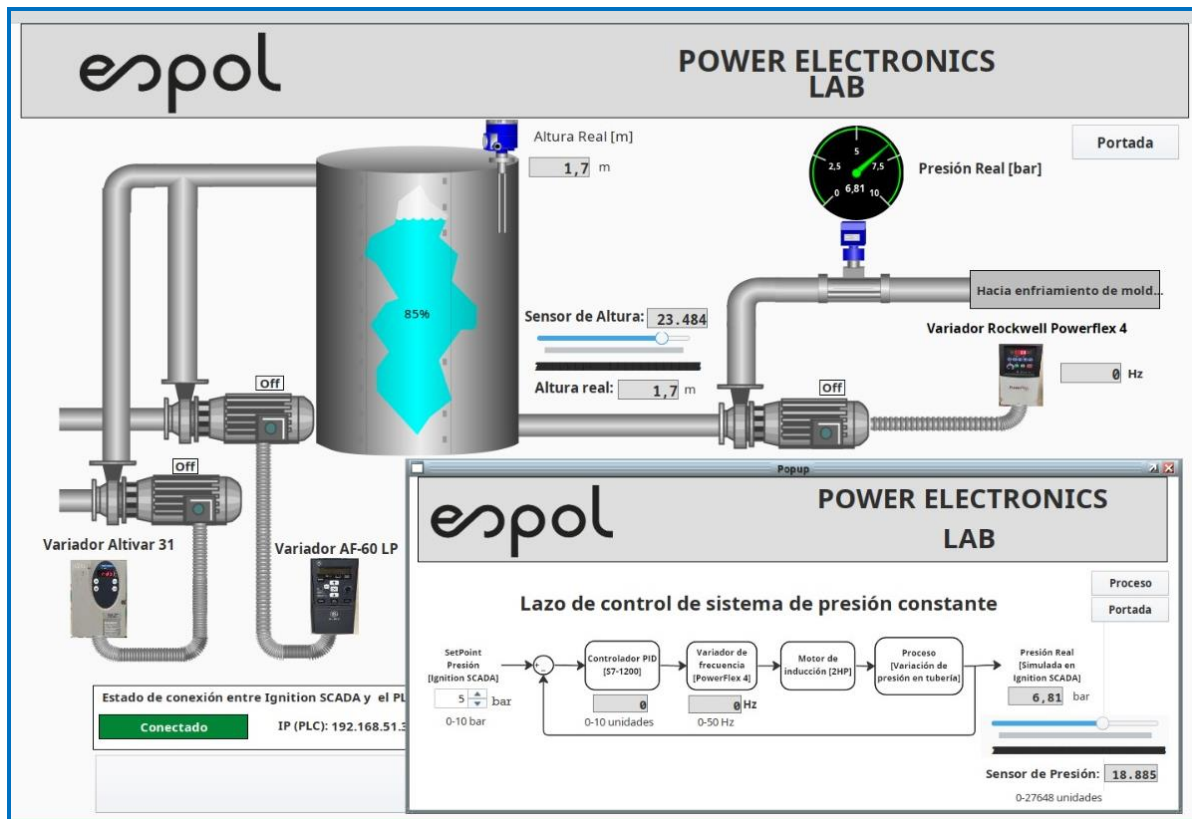 espol
POWER ELECTRONICS
LAB
Altura Real [m]
1,7 m
Portada
5
2,5
7,5
0
6,81
10
Presión Real [bar]
85%
Hacia enfriamiento de mold...
Sensor de Altura: 23.484
Variador Rockwell Powerflex 4
0 Hz
Altura real: 1,7 m
Off
Off
Off
Variador Altivar 31
Variador AF-60 LP
Estado de conexión entre Ignition SCADA y el PL
Conectado
IP (PLC): 192.168.51.3
Popup
espol
POWER ELECTRONICS
LAB
Proceso
Portada
Lazo de control de sistema de presión constante
SetPoint
Presión
[Ignition SCADA]
5 bar
0-10 bar
+
-
Controlador PID
[S7-1200]
0
0-10 unidades
Variador de
frecuencia
[PowerFlex 4]
0 Hz
0-50 Hz
Motor de
inducción [2HP]
Proceso
[Variación de
presión en tubería]
Presión Real
[Simulada en
Ignition SCADA]
6,81 bar
Sensor de Presión: 18.885
0-27648 unidades